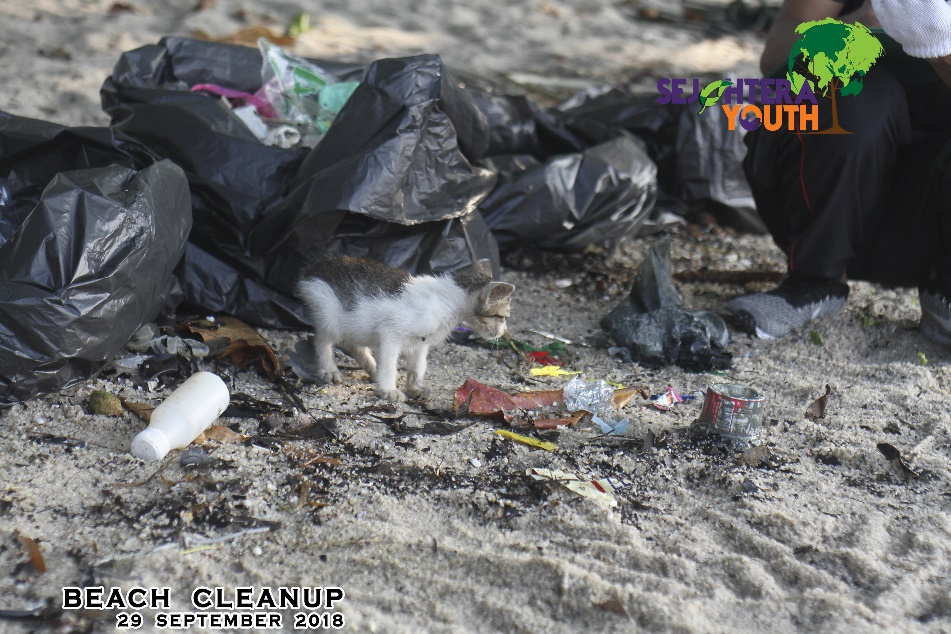 SEJAHTERA
YOUTH
BEACH CLEANUP
29 SEPTEMBER 2018